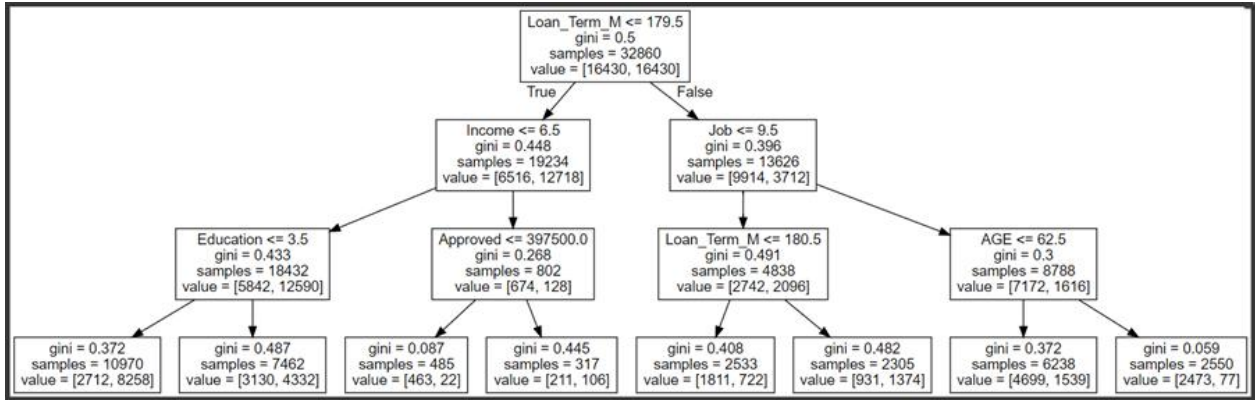 Loan_Term_M <= 179.5
gini = 0.5
samples = 32860
value = [16430, 16430]
True
False
Income <= 6.5
gini = 0.448
samples = 19234
value = [6516, 12718]
Job <= 9.5
gini = 0.396
samples = 13626
value = [9914, 3712]
Education <= 3.5
gini = 0.433
samples = 18432
value = [5842, 12590]
Approved <= 397500.0
gini = 0.268
samples = 802
value = [674, 128]
Loan_Term_M <= 180.5
gini = 0.491
samples = 4838
value = [2742, 2096]
AGE <= 62.5
gini = 0.3
samples = 8788
value = [7172, 1616]
gini = 0.372
samples = 10970
value = [2712, 8258]
gini = 0.487
samples = 7462
value = [3130, 4332]
gini = 0.087
samples = 485
value = [463, 22]
gini = 0.445
samples = 317
value = [211, 106]
gini = 0.408
samples = 2533
value = [1811, 722]
gini = 0.482
samples = 2305
value = [931, 1374]
gini = 0.372
samples = 6238
value = [4699, 1539]
gini = 0.059
samples = 2550
value = [2473, 77]